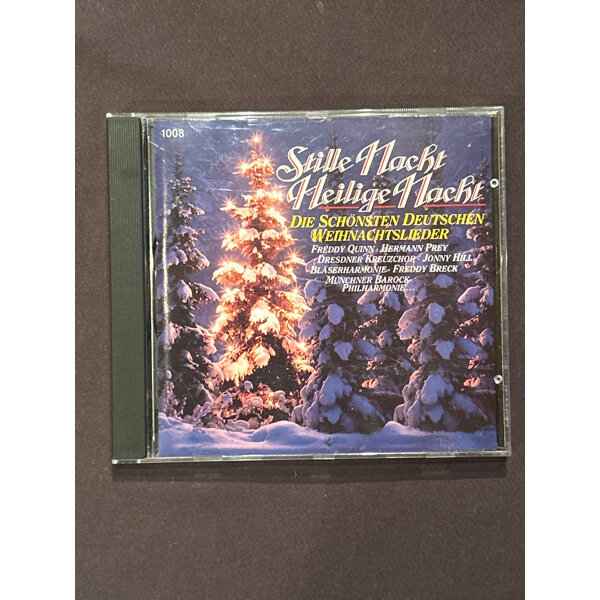 1008
Stille Nacht
Heilige Nacht
DIE SCHÖNSTEN DEUTSCHEN
WEIHNACHTSLIEDER
FREDDY QUINN · HERMANN PREY
DRESDNER KREUZCHOR · JONNY HILL
BLÄSERHARMONIE · FREDDY BRECK
MÜNCHNER BAROCK-
PHILHARMONIE...